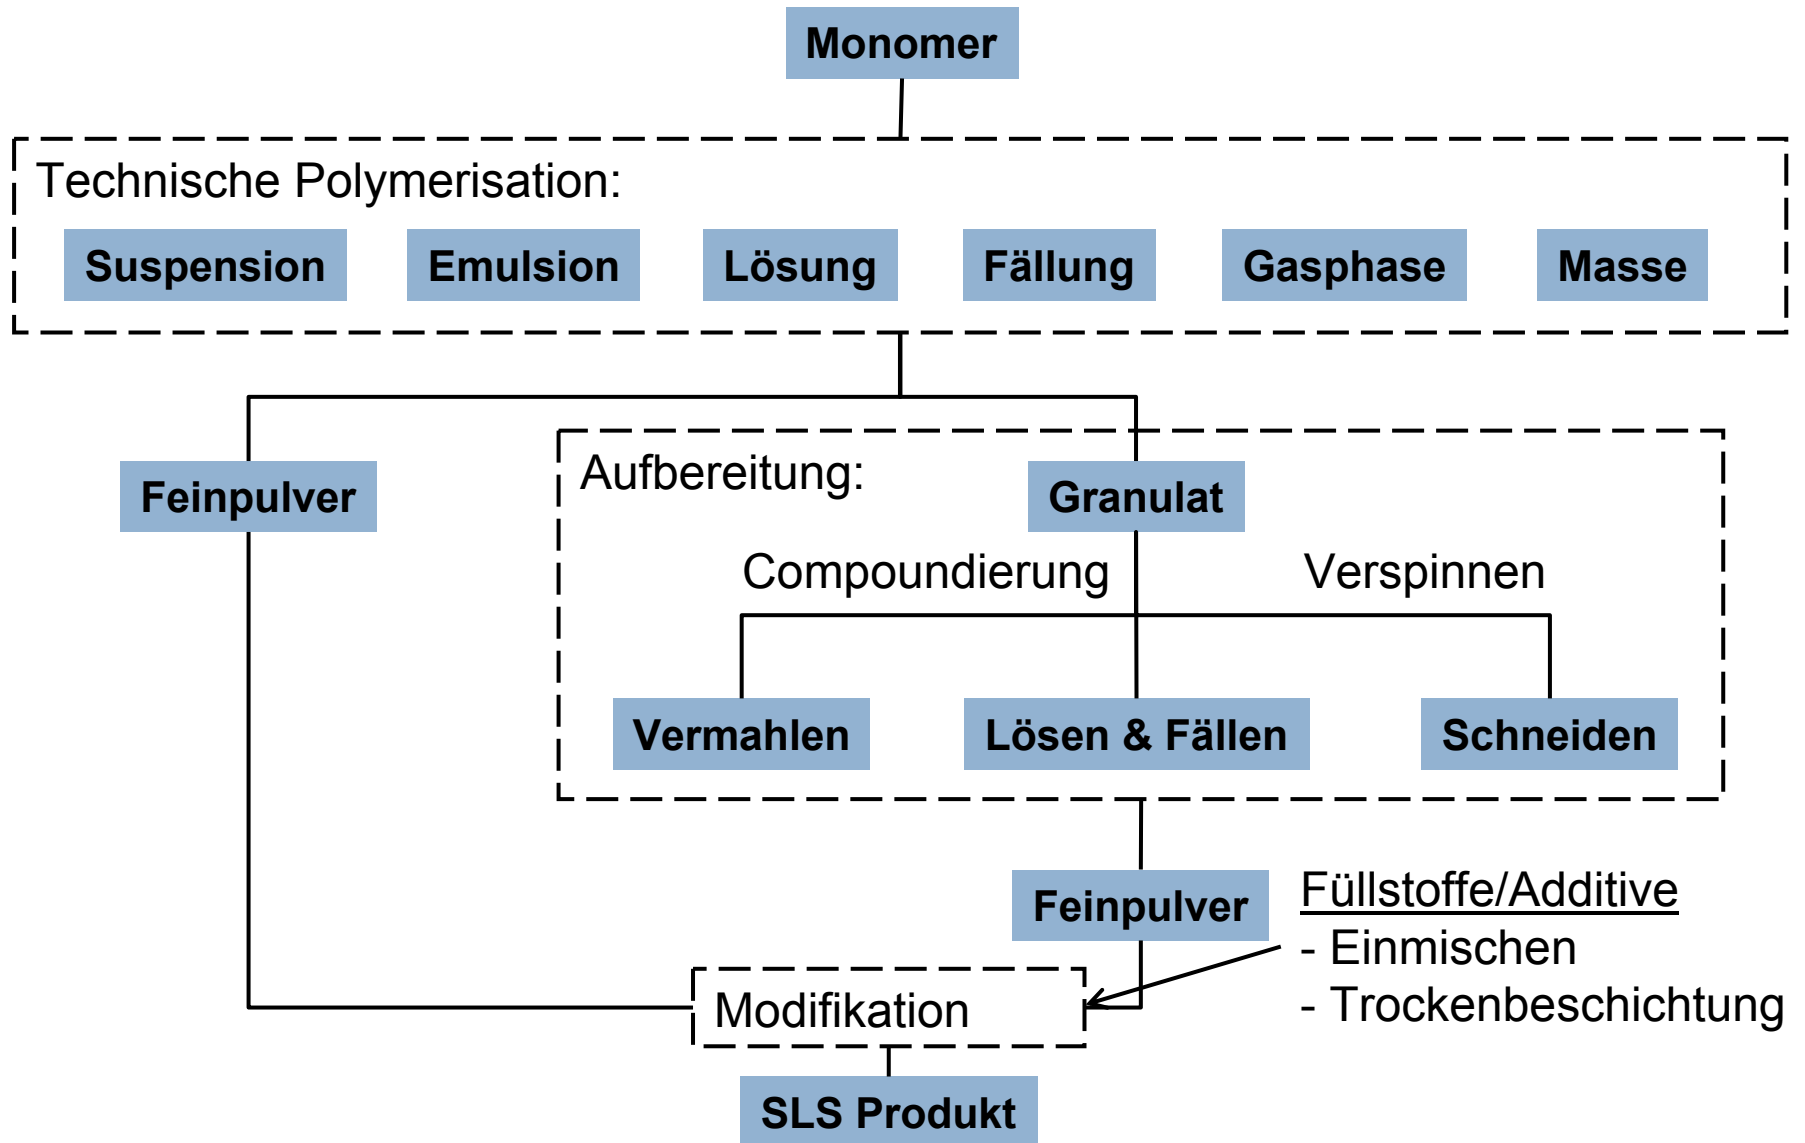 Monomer
Technische Polymerisation:
Suspension
Emulsion
Lösung
Fällung
Gasphase
Masse
Feinpulver
Aufbereitung:
Granulat
Compoundierung
Verspinnen
Vermahlen
Lösen & Fällen
Schneiden
Feinpulver
Füllstoffe/Additive
- Einmischen
- Trockenbeschichtung
Modifikation
SLS Produkt